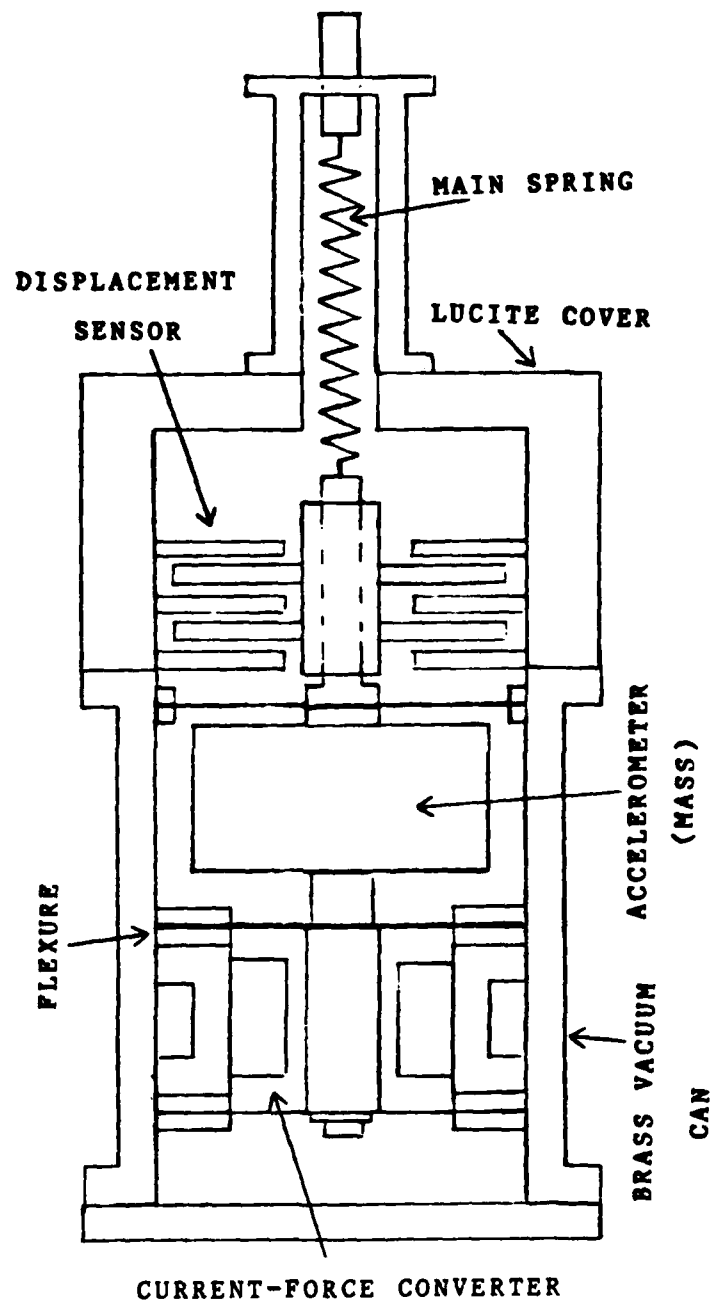 MAIN SPRING
DISPLACEMENT
SENSOR
LUCITE COVER
ACCELEROMETER
(MASS)
FLEXURE
BRASS VACUUM
CAN
CURRENT-FORCE CONVERTER